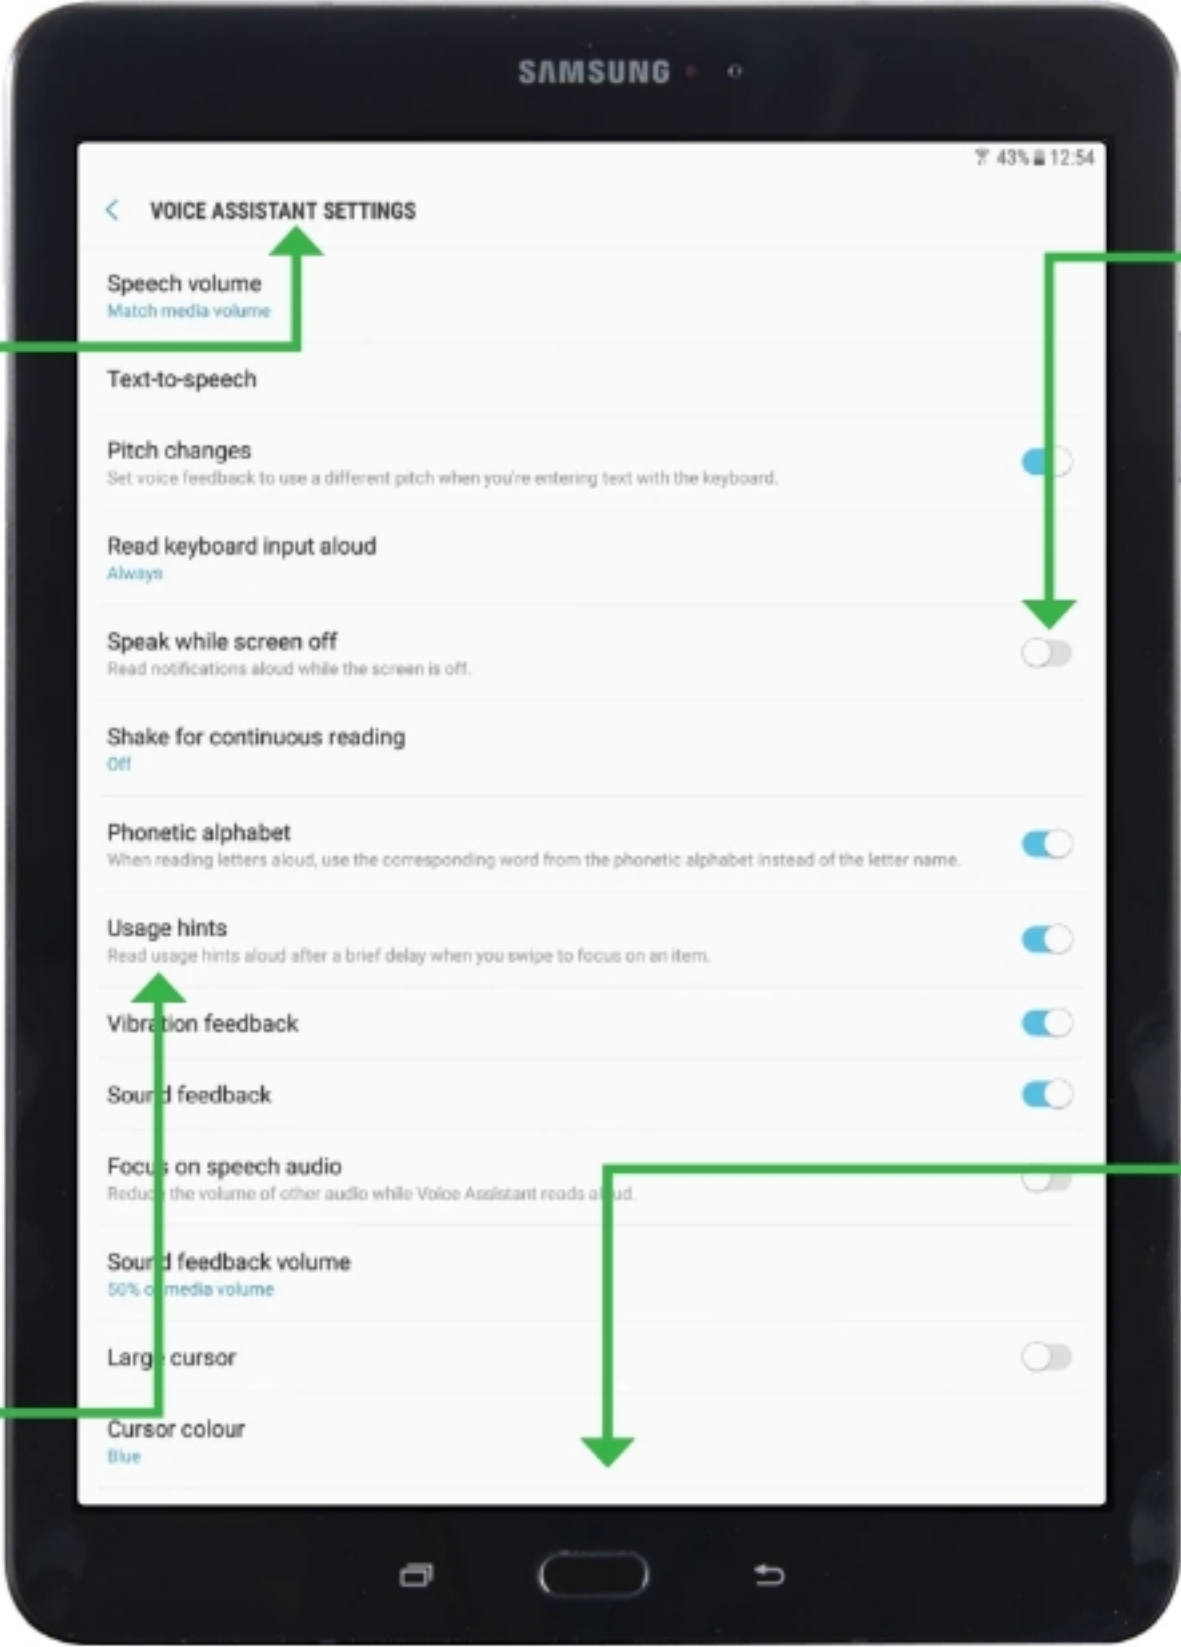 SAMSUNG
43% 12:54
VOICE ASSISTANT SETTINGS
Speech volume
Match media volume
Text-to-speech
Pitch changes
Set voice feedback to use a different pitch when you're entering text with the keyboard.
Read keyboard input aloud
Always
Speak while screen off
Read notifications aloud while the screen is off.
Shake for continuous reading
Off
Phonetic alphabet
When reading letters aloud, use the corresponding word from the phonetic alphabet instead of the letter name.
Usage hints
Read usage hints aloud after a brief delay when you swipe to focus on an item.
Vibration feedback
Sound feedback
Focus on speech audio
Reduce the volume of other audio while Voice Assistant reads aloud.
Sound feedback volume
50% of media volume
Large cursor
Cursor colour
Blue